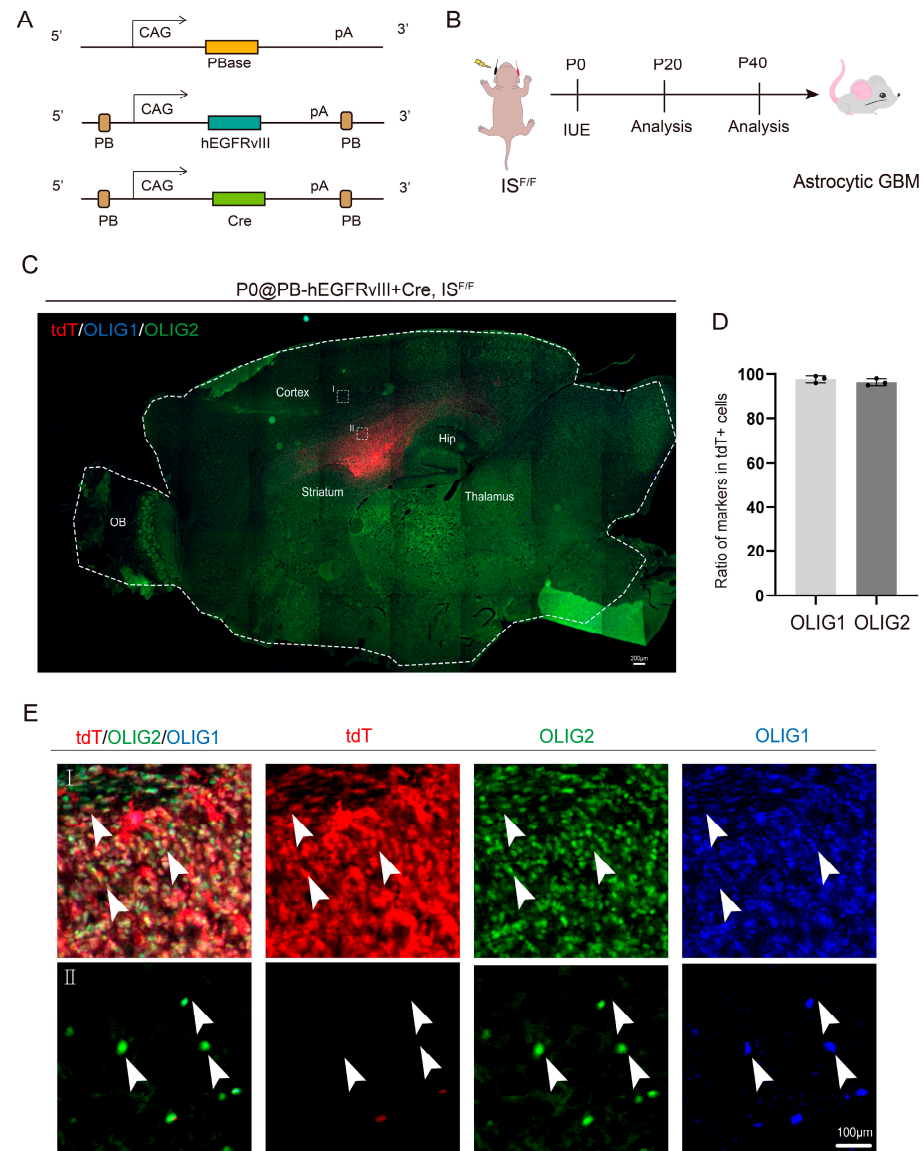 A
5' CAG pA 3'
PBase
5' CAG pA 3'
PB hEGFRvIII PB
5' CAG pA 3'
PB Cre PB
B
P0 P20 P40
IUE Analysis Analysis
IS^F/F
Astrocytic GBM
C
P0@PB-hEGFRvIII+Cre, IS^F/F
tdT/OLIG1/OLIG2
Cortex I
II
Hip
Striatum Thalamus
OB
200μm
D
Ratio of markers in tdT+ cells
100
80
60
40
20
0
OLIG1 OLIG2
E
tdT/OLIG2/OLIG1 tdT OLIG2 OLIG1
I
II
100μm